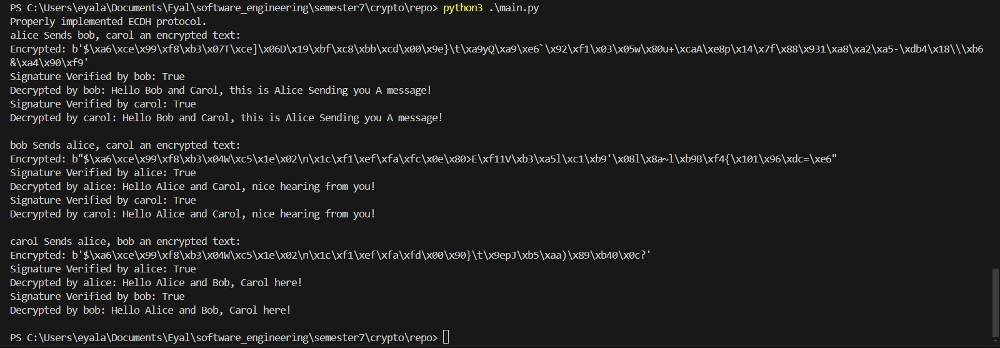 PS C:\Users\eyala\Documents\Eyal\software_engineering\semester7\crypto\repo> python3 .\main.py
Properly implemented ECDH protocol.
alice Sends bob, carol an encrypted text:
Encrypted: b'$\xa6\xce\x99\xf8\xb3\x07T\xce]\x06D\x19\xbf\xc8\xbb\xcd\x00\x9e}\t\xa9yQ\xa9\xe6`\x92\xf1\x03\x05w\x80u+\xcaA\xe8p\x14\x7f\x88\x931\xa8\xa2\xa5-\xdb4\x18\\\xb6
&\xa4\x90\xf9'
Signature Verified by bob: True
Decrypted by bob: Hello Bob and Carol, this is Alice Sending you A message!
Signature Verified by carol: True
Decrypted by carol: Hello Bob and Carol, this is Alice Sending you A message!
bob Sends alice, carol an encrypted text:
Encrypted: b"$\xa6\xce\x99\xf8\xb3\x04W\xc5\x1e\x02\n\x1c\xf1\xef\xfa\xfc\x0e\x80>E\xf11V\xb3\xa5l\xc1\xb9'\x08l\x8a~l\xb9B\xf4{\x101\x96\xdc=\xe6"
Signature Verified by alice: True
Decrypted by alice: Hello Alice and Carol, nice hearing from you!
Signature Verified by carol: True
Decrypted by carol: Hello Alice and Carol, nice hearing from you!
carol Sends alice, bob an encrypted text:
Encrypted: b'$\xa6\xce\x99\xf8\xb3\x04W\xc5\x1e\x02\n\x1c\xf1\xef\xfa\xfd\x00\x90}\t\x9epJ\xb5\xaa)\x89\xb40\x0c?'
Signature Verified by alice: True
Decrypted by alice: Hello Alice and Bob, Carol here!
Signature Verified by bob: True
Decrypted by bob: Hello Alice and Bob, Carol here!
PS C:\Users\eyala\Documents\Eyal\software_engineering\semester7\crypto\repo>